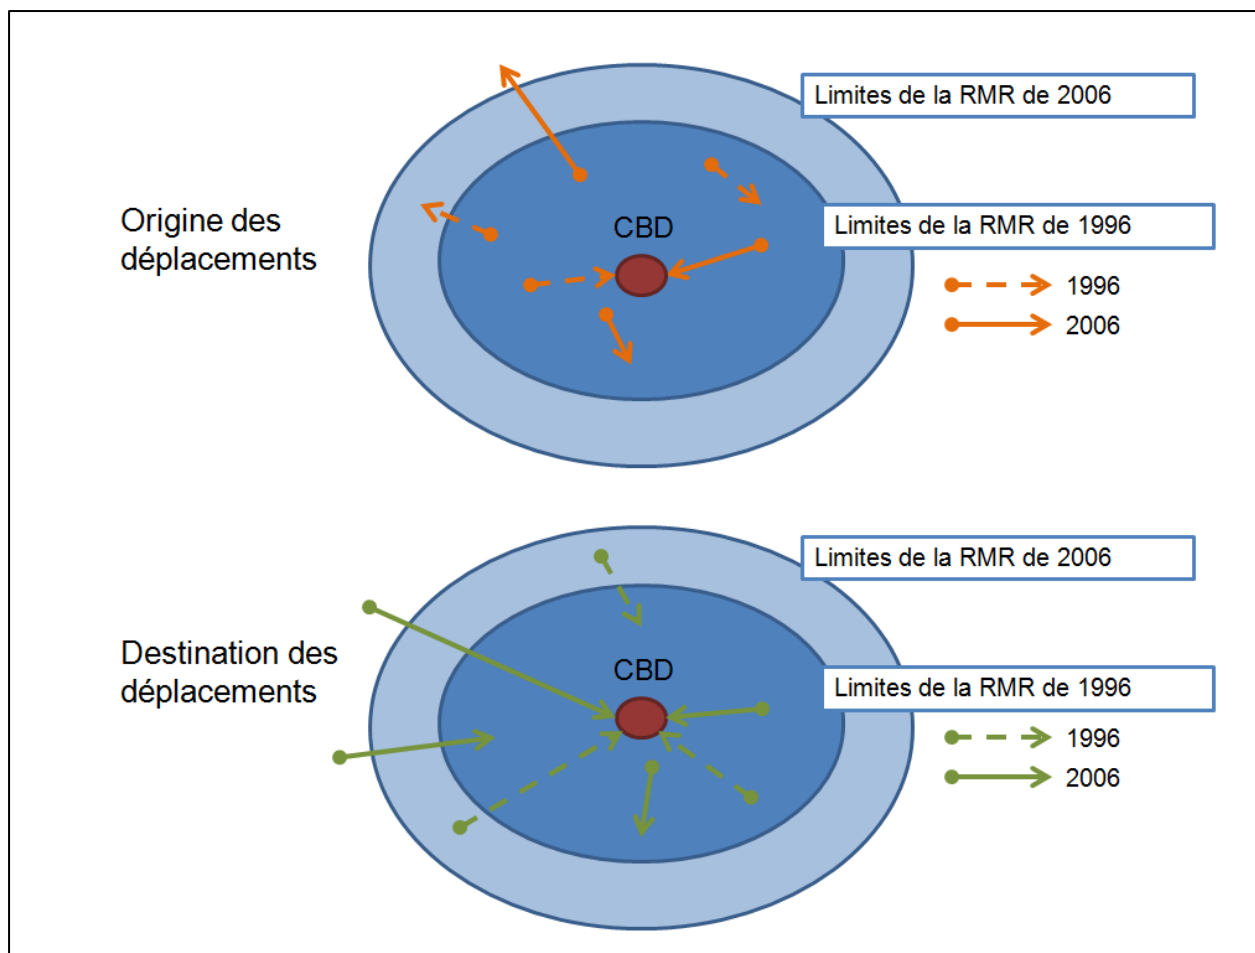 Limites de la RMR de 2006
Origine des
déplacements
CBD
Limites de la RMR de 1996
1996
2006
Limites de la RMR de 2006
Destination des
déplacements
CBD
Limites de la RMR de 1996
1996
2006